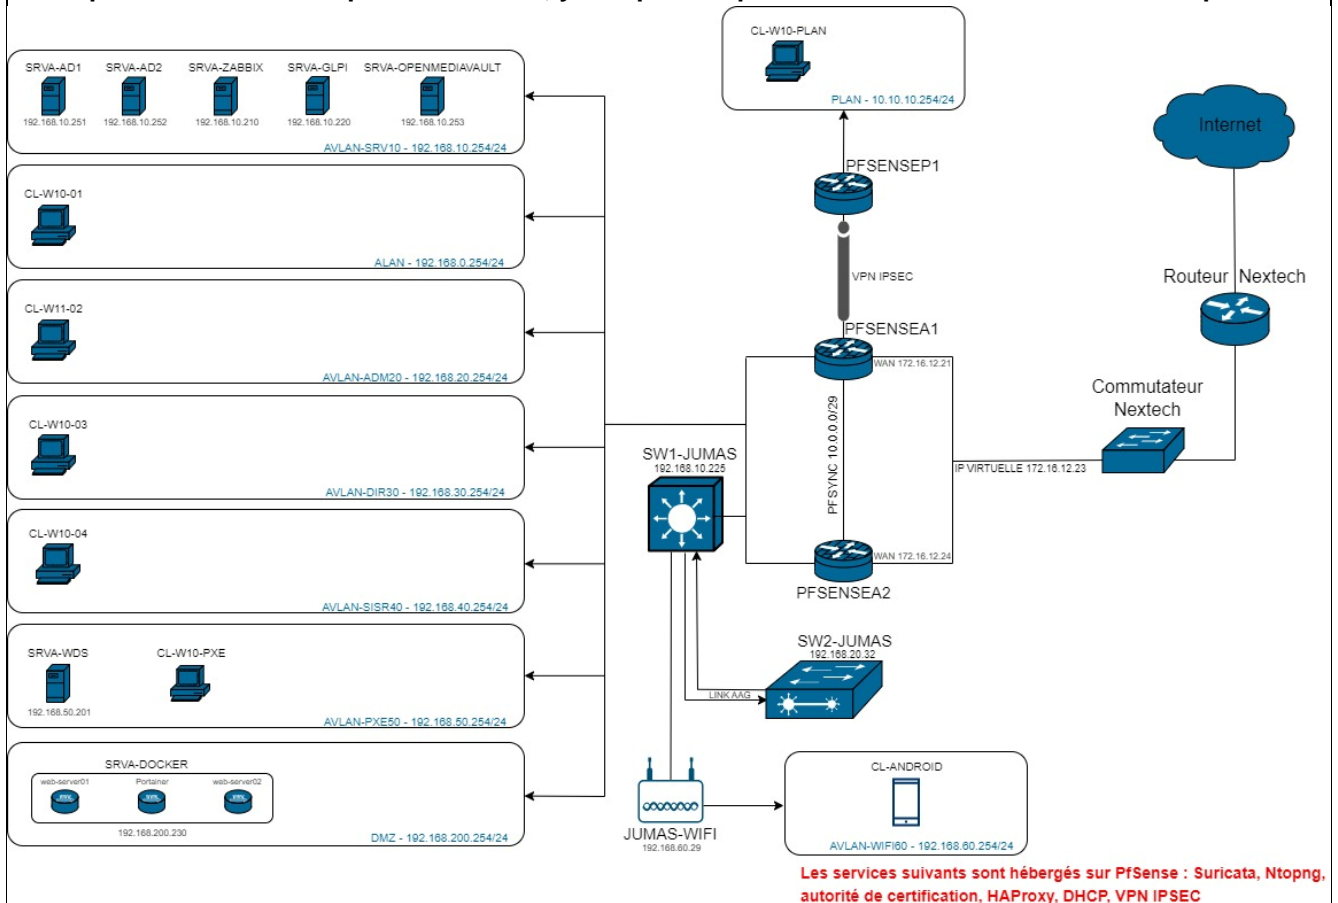 CL-W10-PLAN
PLAN - 10.10.10.254/24
SRVA-AD1
SRVA-AD2
SRVA-ZABBIX
SRVA-GLPI
SRVA-OPENMEDIAVAULT
192.168.10.251
192.168.10.252
192.168.10.210
192.168.10.220
192.168.10.253
AVLAN-SRV10 - 192.168.10.254/24
CL-W10-01
ALAN - 192.168.0.254/24
CL-W11-02
AVLAN-ADM20 - 192.168.20.254/24
CL-W10-03
AVLAN-DIR30 - 192.168.30.254/24
CL-W10-04
AVLAN-SISR40 - 192.168.40.254/24
SRVA-WDS
CL-W10-PXE
192.168.50.201
AVLAN-PXE50 - 192.168.50.254/24
SRVA-DOCKER
web-server01
Portainer
web-server02
192.168.200.230
DMZ - 192.168.200.254/24
Internet
PFSENSEP1
VPN IPSEC
Routeur Nextech
PFSENSEA1
WAN 172.16.12.21
Commutateur
Nextech
PFSYNC 10.0.0.0/29
IP VIRTUELLE 172.16.12.23
SW1-JUMAS
192.168.10.225
WAN 172.16.12.24
PFSENSEA2
SW2-JUMAS
192.168.20.32
LINK AAG
JUMAS-WIFI
192.168.60.29
CL-ANDROID
AVLAN-WIFI60 - 192.168.60.254/24
Les services suivants sont hébergés sur PfSense : Suricata, Ntopng,
autorité de certification, HAProxy, DHCP, VPN IPSEC